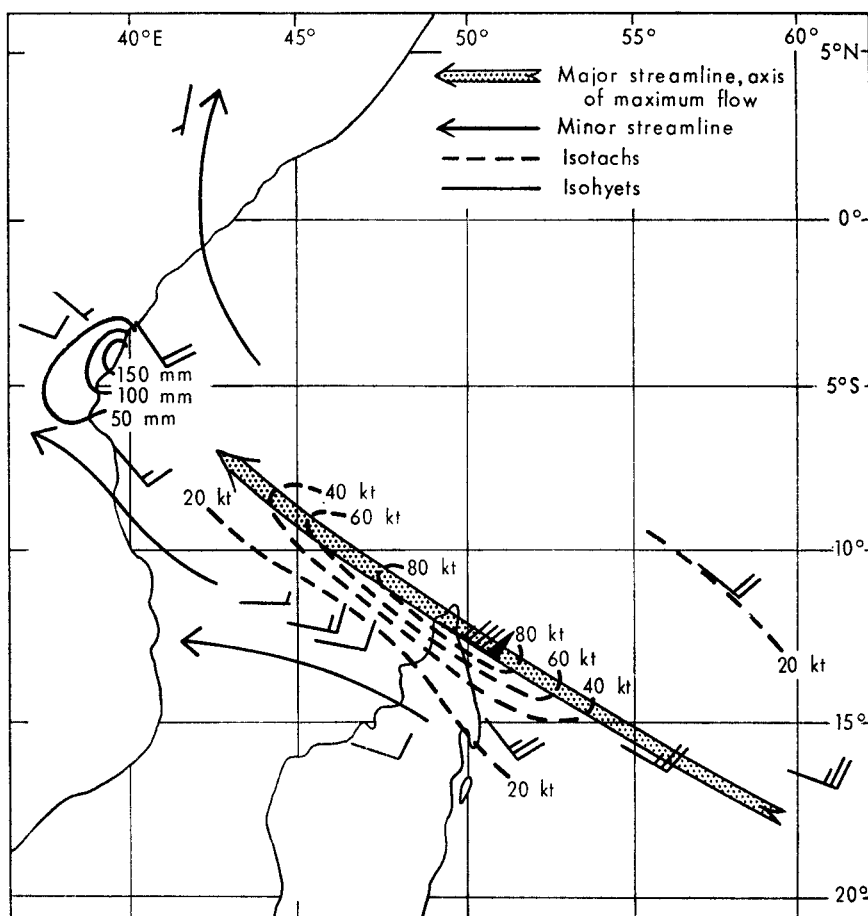 40°E 45° 50° 55° 60°
5°N
Major streamline, axis
of maximum flow
Minor streamline
Isotachs
Isohyets
0°
150 mm
100 mm
50 mm
5°S
20 kt
40 kt
60 kt
80 kt
10°
80 kt
60 kt
40 kt
20 kt
15°
20 kt
20°